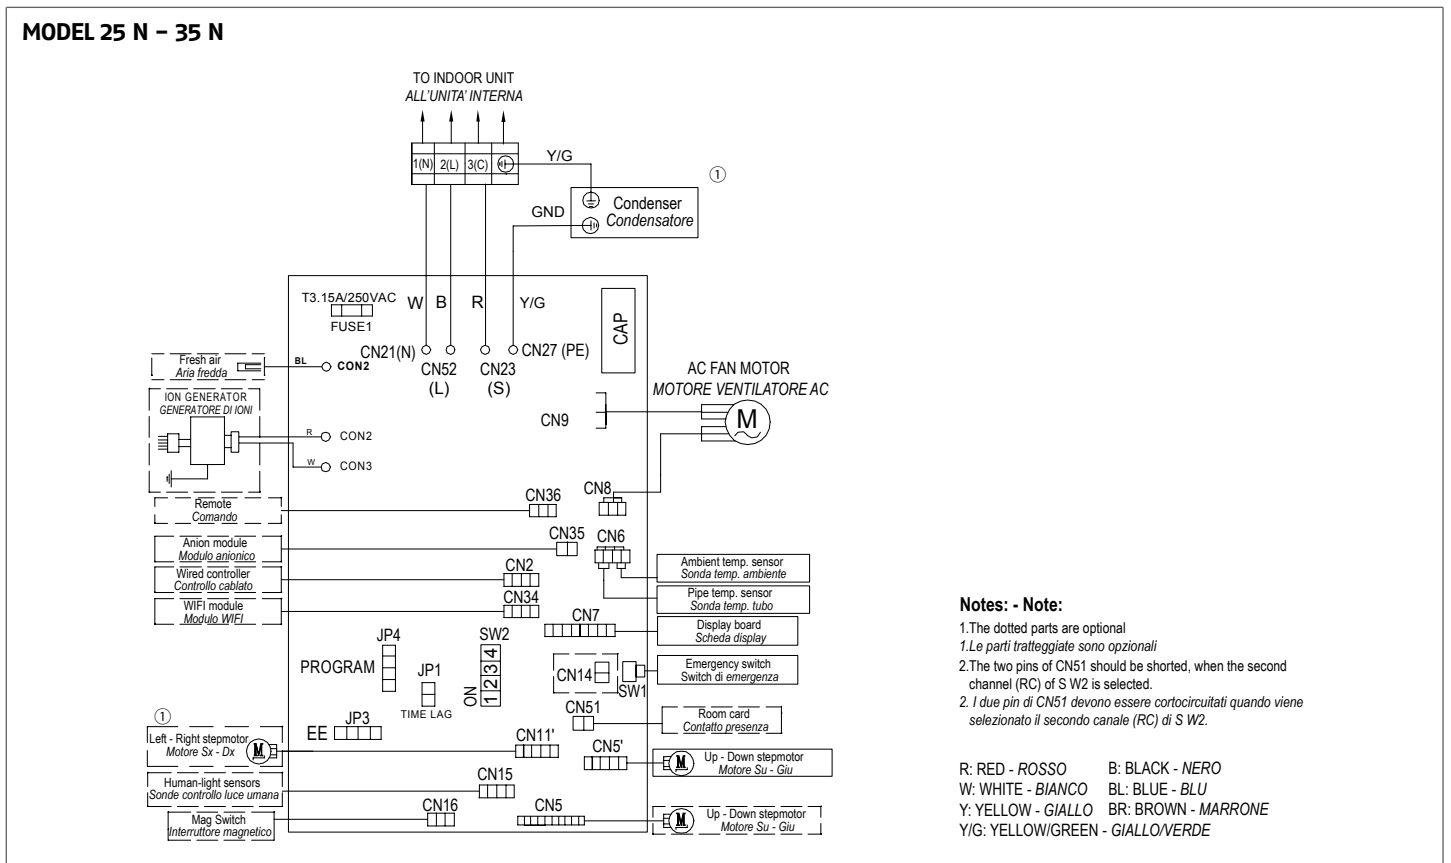 MODEL 25 N – 35 N
TO INDOOR UNIT
ALL'UNITA' INTERNA
1(N) 2(L) 3(C)
Y/G
①
Condenser
Condensatore
GND
T3.15A/250VAC
FUSE1
W B R Y/G
CAP
CN21(N)
CN52
(L)
CN23
(S)
CN27 (PE)
Fresh air
Aria fredda
BL
CON2
ION GENERATOR
GENERATORE DI IONI
R
CON2
W
CON3
AC FAN MOTOR
MOTORE VENTILATORE AC
M
CN9
CN8
Remote
Comando
CN36
Anion module
Modulo anionico
CN35
CN6
Wired controller
Controllo cablato
CN2
Ambient temp. sensor
Sonda temp. ambiente
WIFI module
Modulo WIFI
CN34
Pipe temp. sensor
Sonda temp. tubo
CN7
Display board
Scheda display
JP4
PROGRAM
JP1
TIME LAG
SW2
ON
1 2 3 4
CN14
SW1
Emergency switch
Switch di emergenza
CN51
Room card
Contatto presenza
①
Left - Right stepmotor
Motore Sx - Dx
M
EE
JP3
CN11'
CN5'
M
Up - Down stepmotor
Motore Su - Giu
Human-light sensors
Sonde controllo luce umana
CN15
Mag Switch
Interruttore magnetico
CN16
CN5
M
Up - Down stepmotor
Motore Su - Giu
Notes: - Note:
1.The dotted parts are optional
1.Le parti tratteggiate sono opzionali
2.The two pins of CN51 should be shorted, when the second
channel (RC) of S W2 is selected.
2. I due pin di CN51 devono essere cortocircuitati quando viene
selezionato il secondo canale (RC) di S W2.
R: RED - ROSSO B: BLACK - NERO
W: WHITE - BIANCO BL: BLUE - BLU
Y: YELLOW - GIALLO BR: BROWN - MARRONE
Y/G: YELLOW/GREEN - GIALLO/VERDE